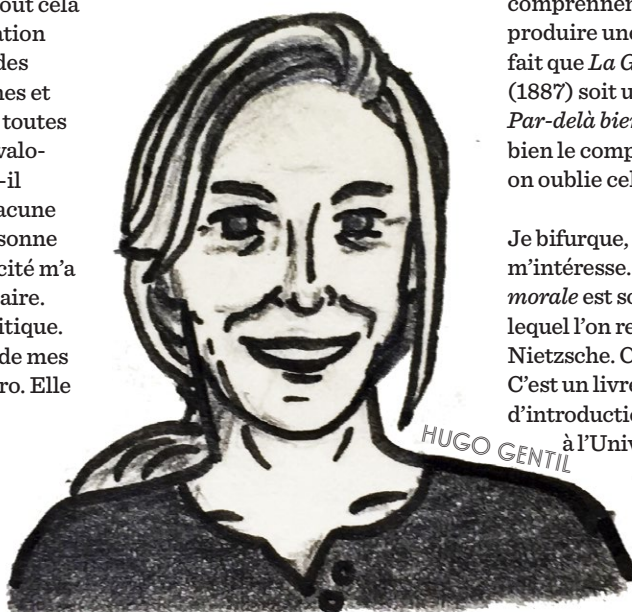 out cela
ation
des
nes et
toutes
valo-
-il
acune
sonne
cité m’a
aire.
itique.
de mes
ro. Elle
comprennen
produire une
fait que La G
(1887) soit u
Par-delà bien
bien le comp
on oublie cel
Je bifurque,
m’intéresse.
morale est so
lequel l’on re
Nietzsche. C
C’est un livre
d’introductio
à l’Univ
HUGO GENTIL